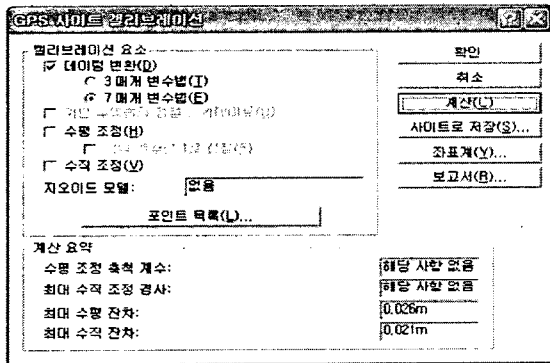 GPS 사이트 캘리브레이션
캘리브레이션 요소
데이텀 변환(D)
3 매개 변수법(T)
7 매개 변수법(E)
수평 조정(H)
수직 조정(V)
지오이드 모델: 없음
포인트 목록(L)...
확인
취소
계산(C)
사이트로 저장(S)...
좌표계(Y)...
보고서(R)...
계산 요약
수평 조정 축척 계수: 해당 사항 없음
최대 수직 조정 경사: 해당 사항 없음
최대 수평 잔차: 0.026m
최대 수직 잔차: 0.021m